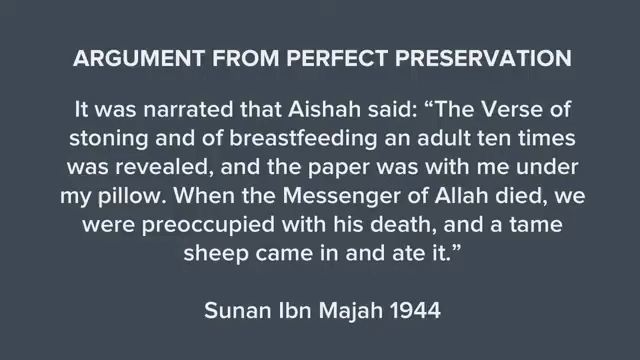 ARGUMENT FROM PERFECT PRESERVATION
It was narrated that Aishah said: “The Verse of
stoning and of breastfeeding an adult ten times
was revealed, and the paper was with me under
my pillow. When the Messenger of Allah died, we
were preoccupied with his death, and a tame
sheep came in and ate it.”
Sunan Ibn Majah 1944